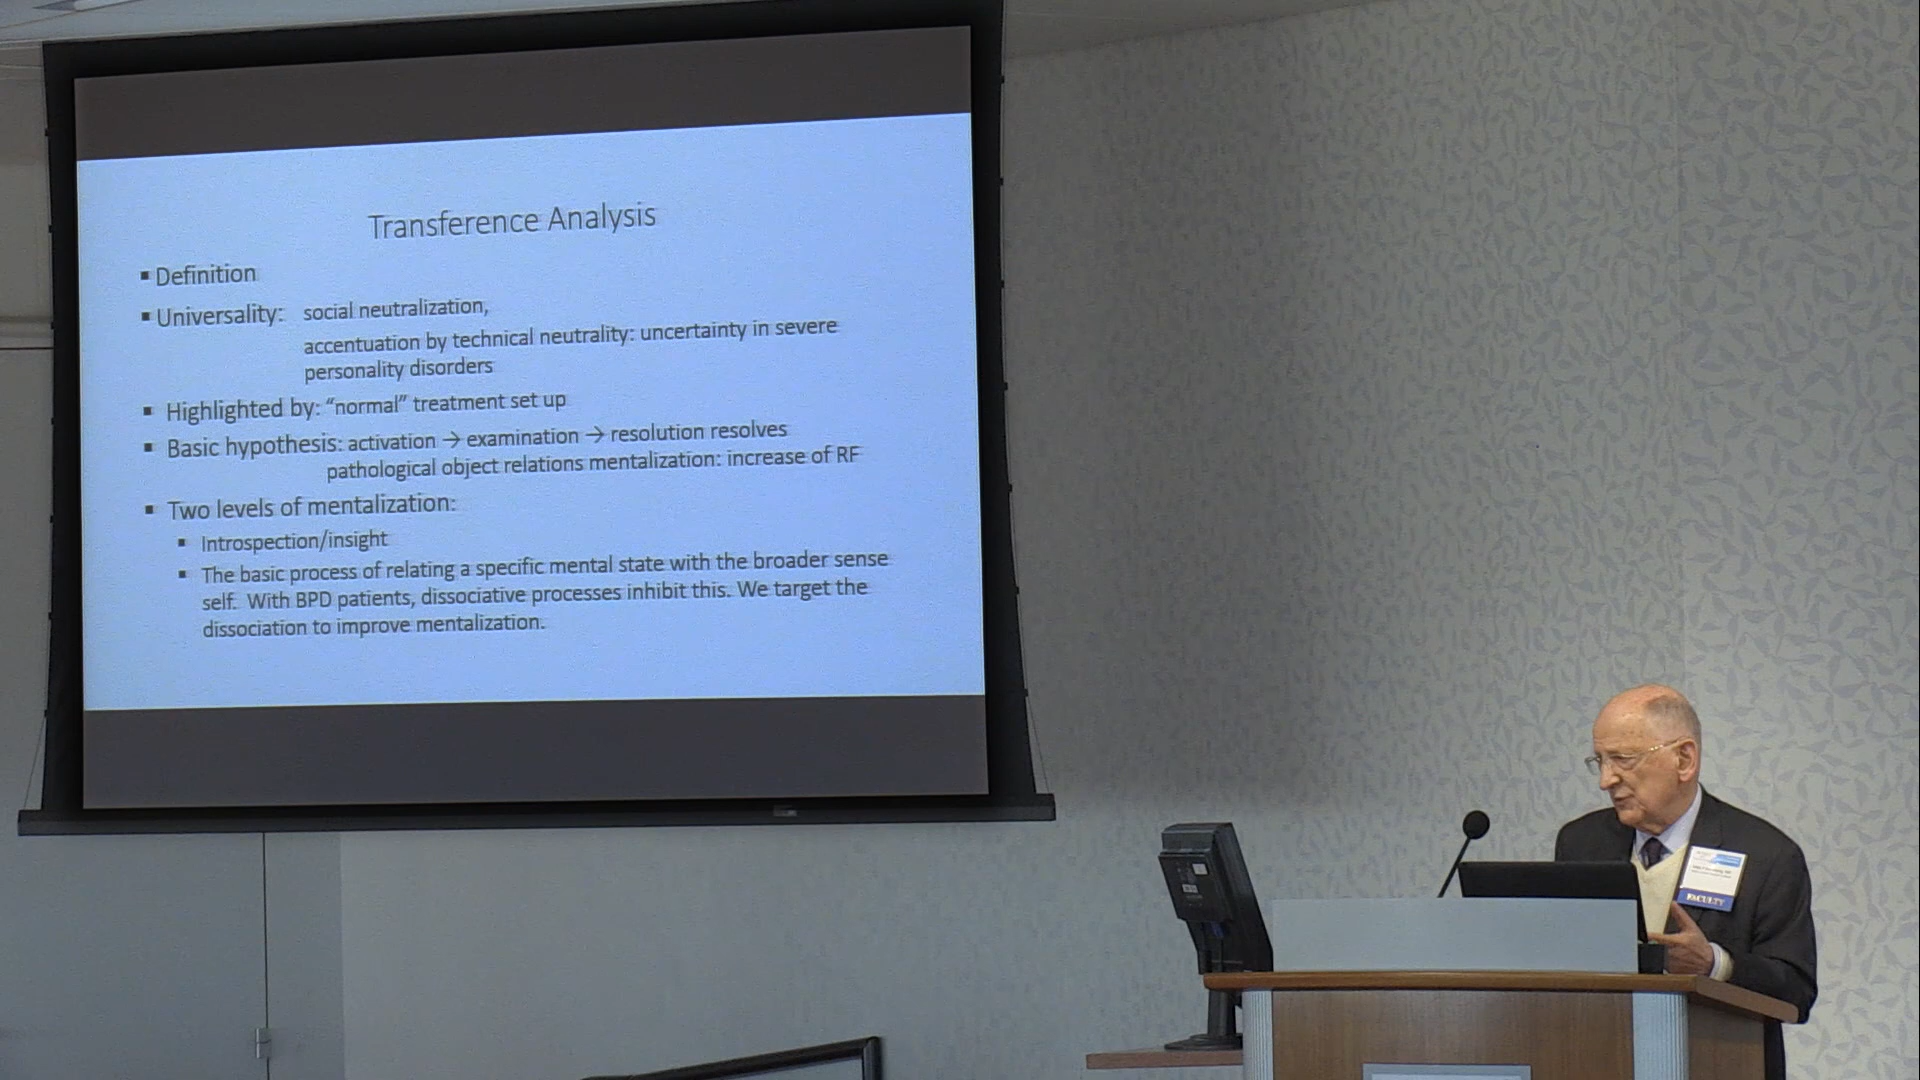 Transference Analysis
▪ Definition
▪ Universality: social neutralization,
accentuation by technical neutrality: uncertainty in severe
personality disorders
▪ Highlighted by: “normal” treatment set up
▪ Basic hypothesis: activation → examination → resolution resolves
pathological object relations mentalization: increase of RF
▪ Two levels of mentalization:
▪ Introspection/insight
▪ The basic process of relating a specific mental state with the broader sense
self. With BPD patients, dissociative processes inhibit this. We target the
dissociation to improve mentalization.
FACULTY